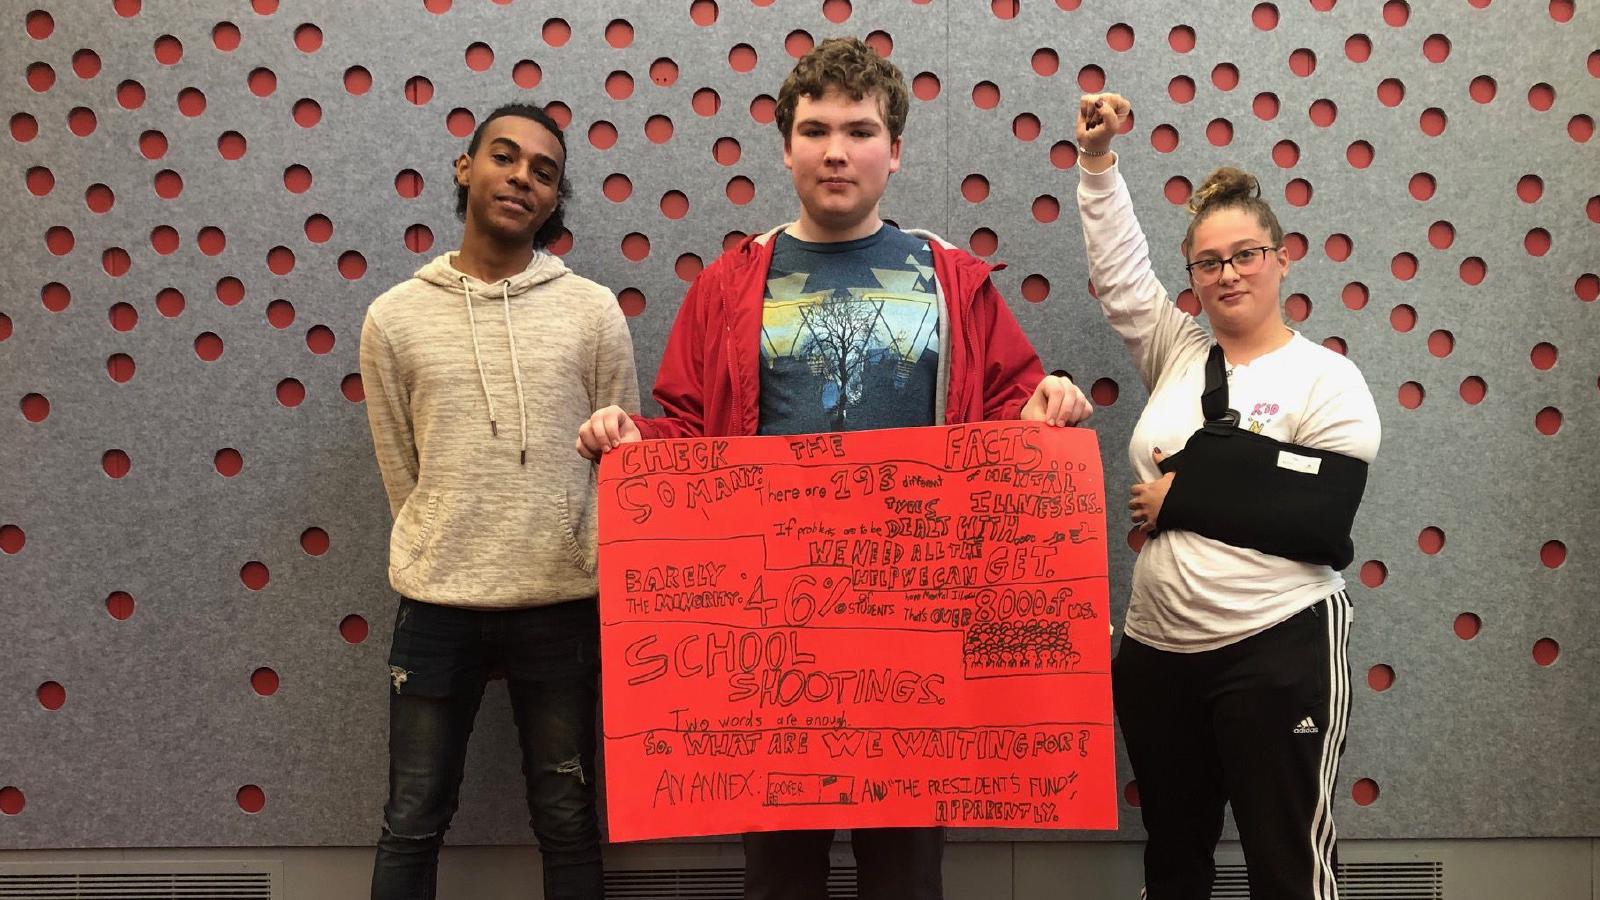 CHECK THE FACTS...
SO MANY: There are 193 different TYPES of MENTAL ILLNESSES.
If problems are to be DEALT WITH....
WE NEED ALL THE
HELP WE CAN GET.
BARELY
THE MINORITY: 46% OF STUDENTS have Mental Illness
That's OVER 8000 of us.
SCHOOL
SHOOTINGS.
Two words are enough.
So, WHAT ARE WE WAITING FOR?
AN ANNEX: COOPER AND "THE PRESIDENT'S FUND",
APPARENTLY.
KID
N
adidas